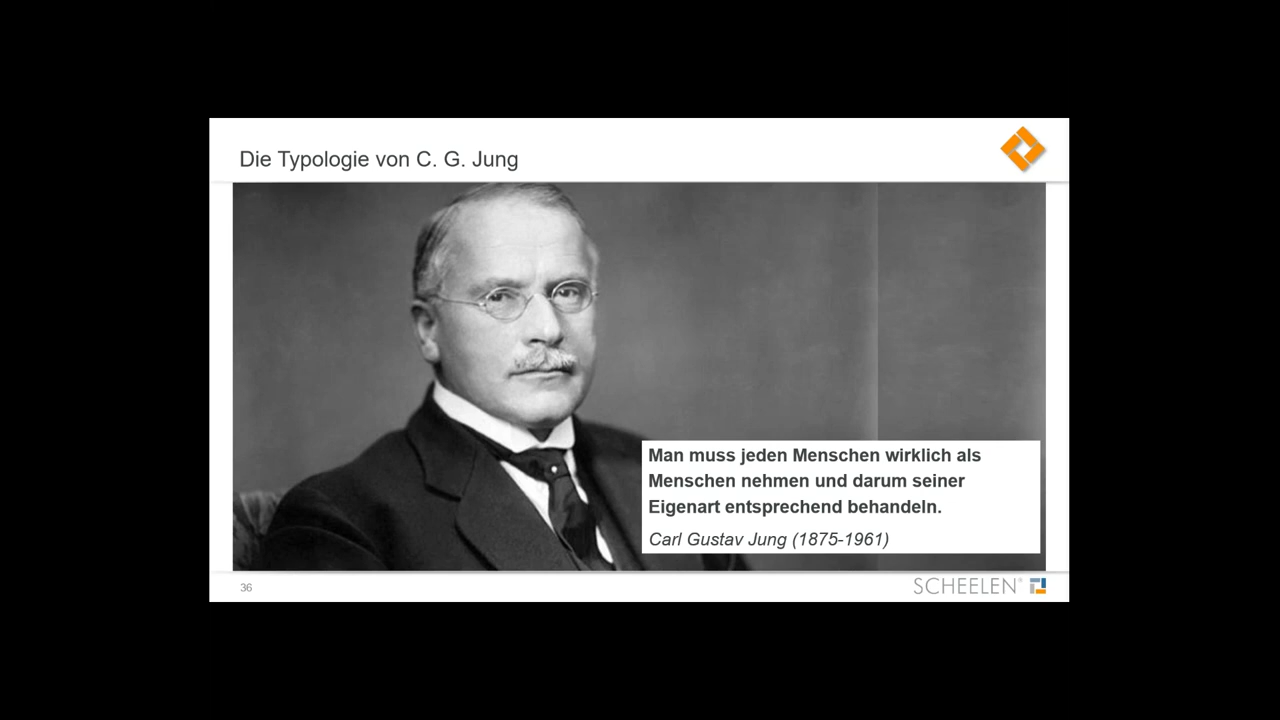 Die Typologie von C. G. Jung
Man muss jeden Menschen wirklich als
Menschen nehmen und darum seiner
Eigenart entsprechend behandeln.
Carl Gustav Jung (1875-1961)
36
SCHEELEN®